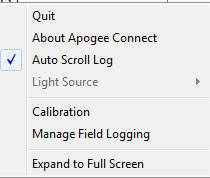 Quit
About Apogee Connect
Auto Scroll Log
Light Source
Calibration
Manage Field Logging
Expand to Full Screen